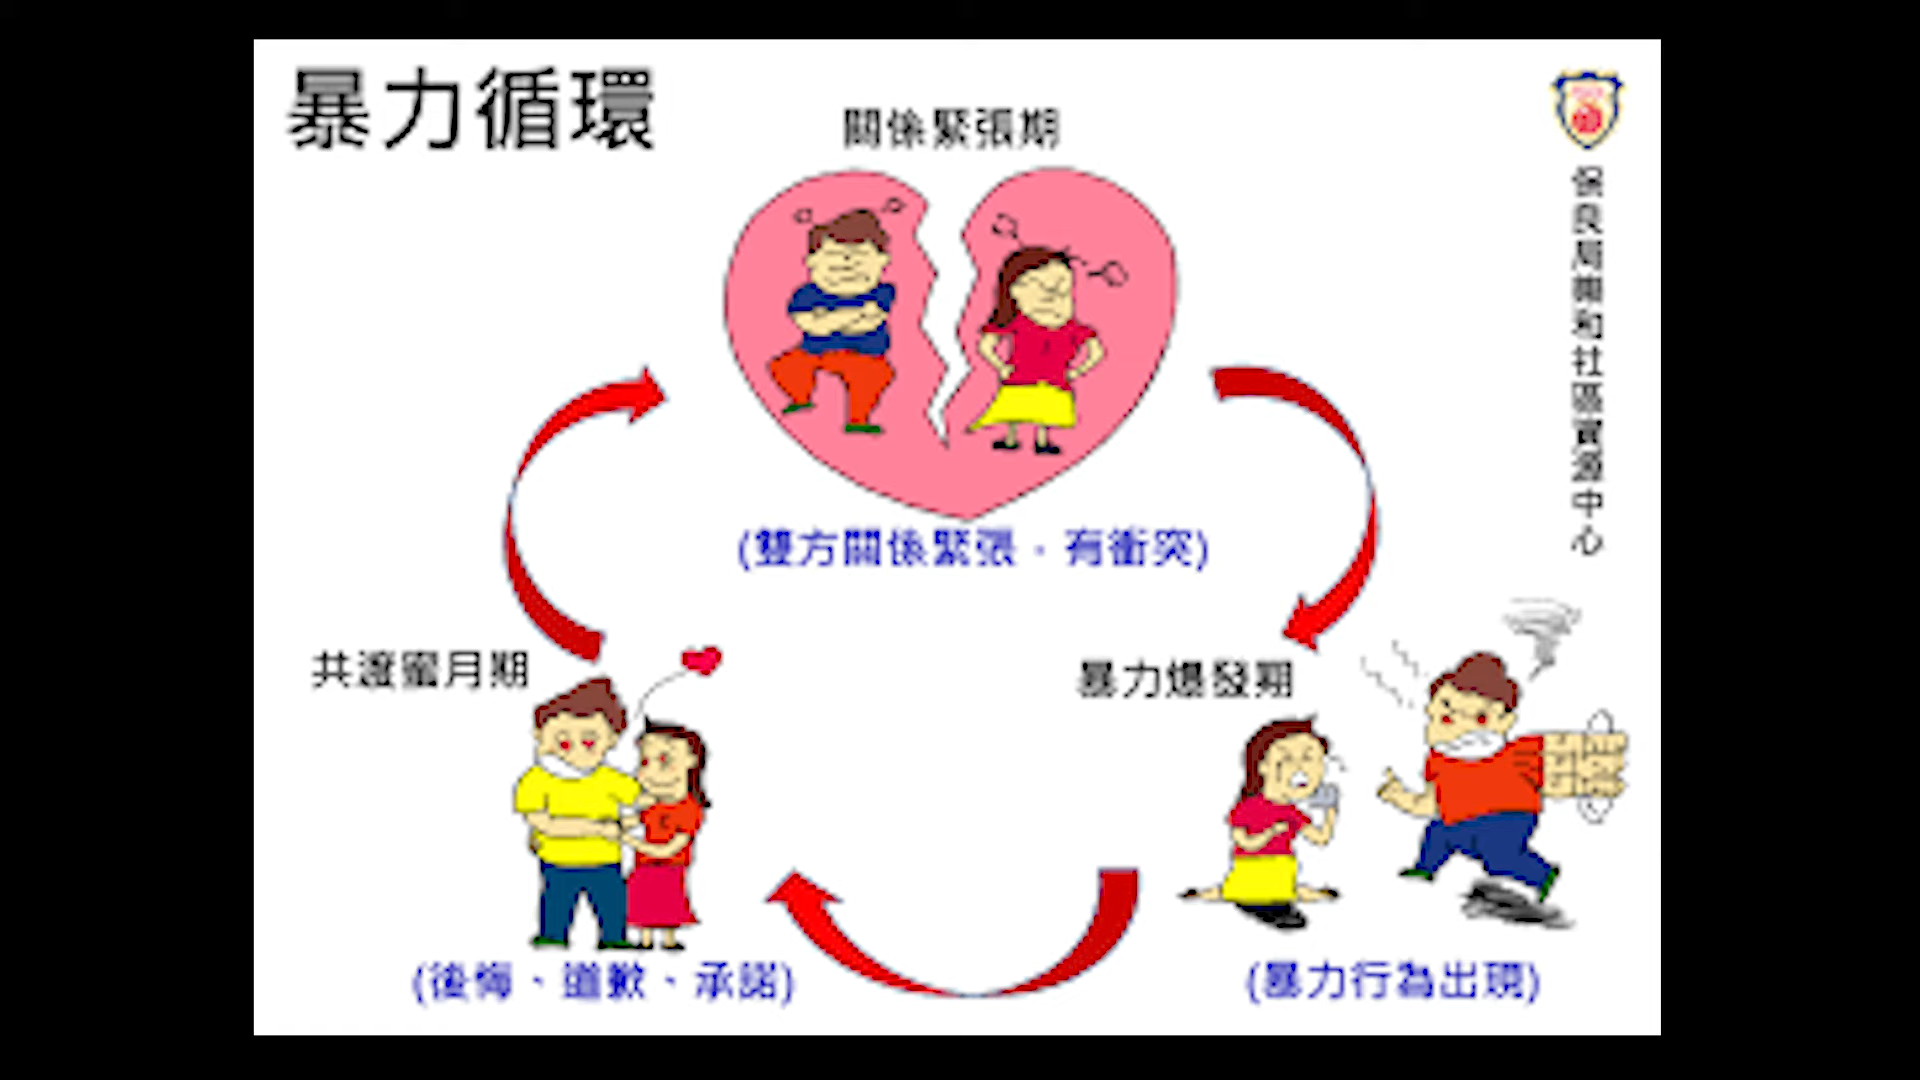 暴力循環
關係緊張期
(雙方關係緊張，有衝突)
暴力爆發期
(暴力行為出現)
共渡蜜月期
(後悔、道歉、承諾)
保良局翔和社區資源中心